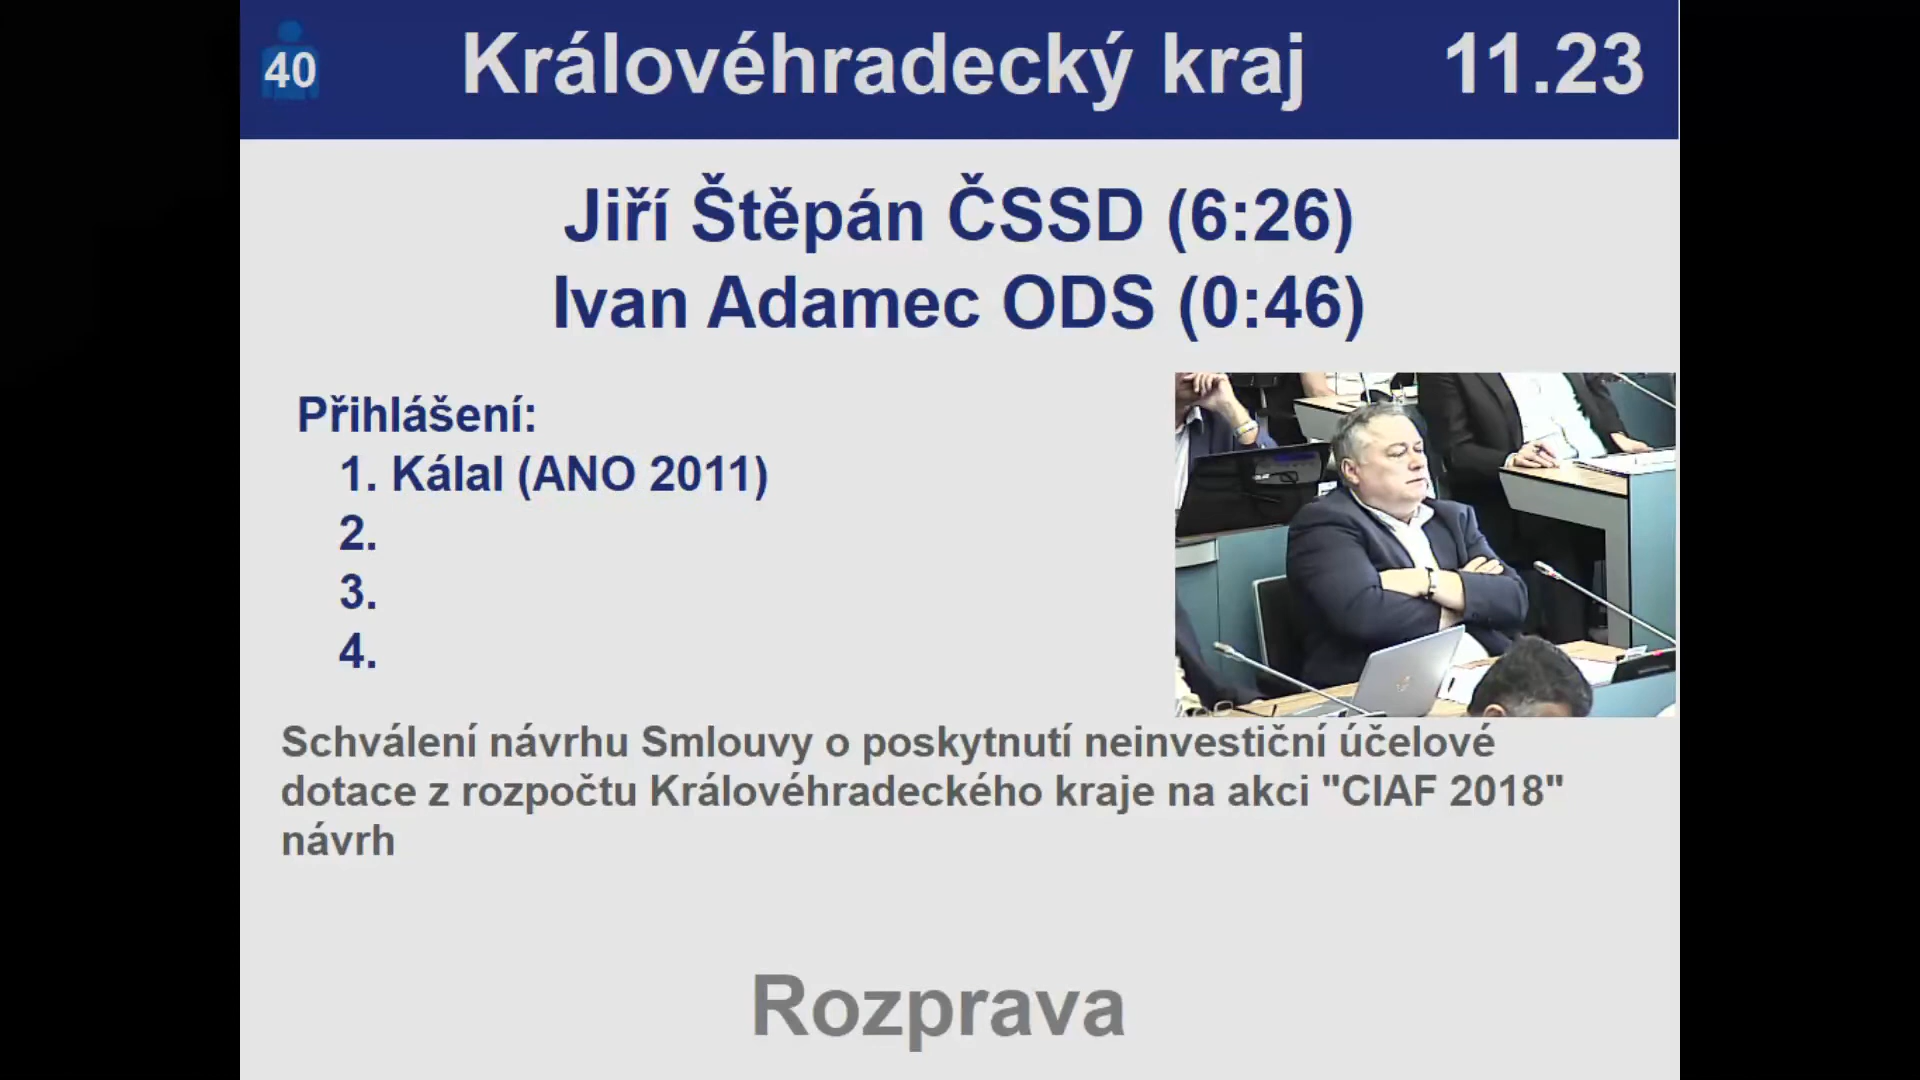 40
Královéhradecký kraj
11.23
Jiří Štěpán ČSSD (6:26)
Ivan Adamec ODS (0:46)
Přihlášení:
1. Kálal (ANO 2011)
2.
3.
4.
Schválení návrhu Smlouvy o poskytnutí neinvestiční účelové
dotace z rozpočtu Královéhradeckého kraje na akci "CIAF 2018"
návrh
Rozprava